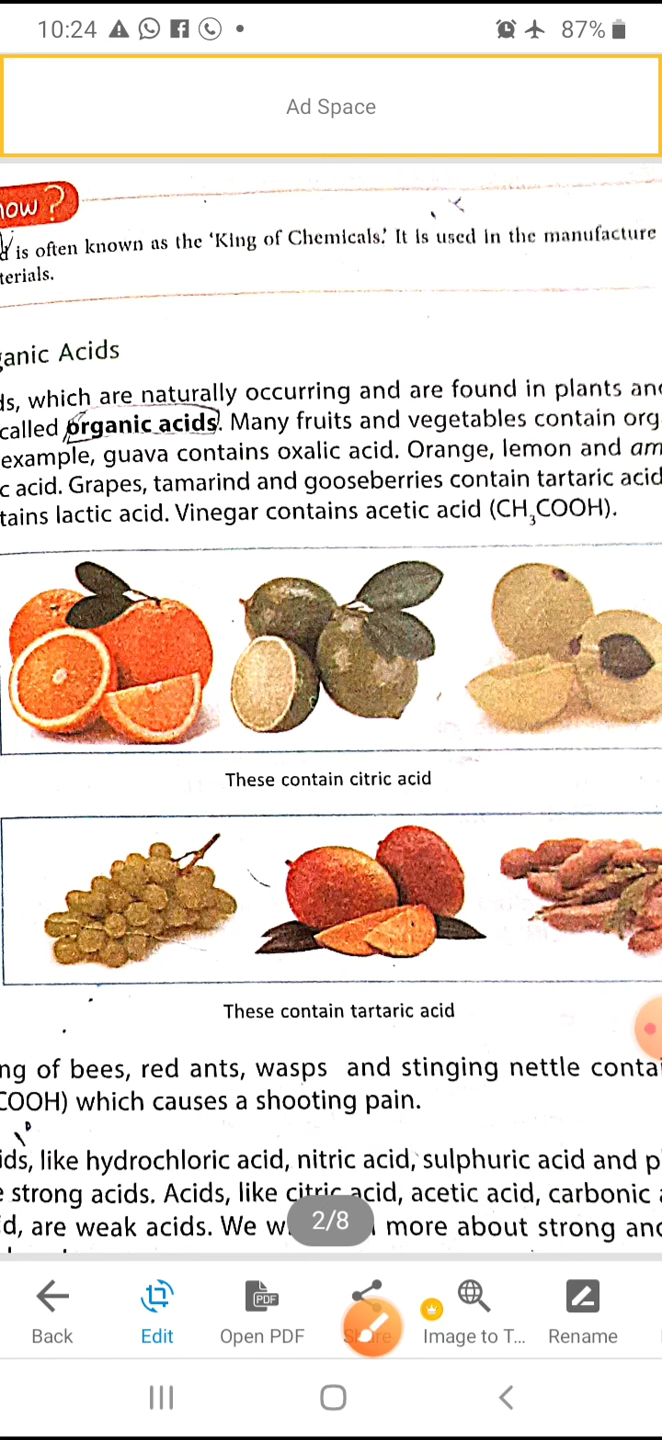 10:24
87%
Ad Space
now?
is often known as the 'King of Chemicals.' It is used in the manufacture
terials.
ganic Acids
ds, which are naturally occurring and are found in plants and
called organic acids. Many fruits and vegetables contain org
example, guava contains oxalic acid. Orange, lemon and am
c acid. Grapes, tamarind and gooseberries contain tartaric acid
tains lactic acid. Vinegar contains acetic acid (CH₃COOH).
These contain citric acid
These contain tartaric acid
ng of bees, red ants, wasps and stinging nettle contai
COOH) which causes a shooting pain.
ids, like hydrochloric acid, nitric acid, sulphuric acid and p
e strong acids. Acids, like citric acid, acetic acid, carbonic a
d, are weak acids. We w more about strong and
2/8
PDF
Back
Edit
Open PDF
Share
Image to T...
Rename